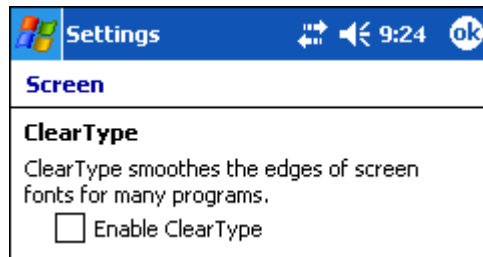 Settings 9:24 ok
Screen
ClearType
ClearType smoothes the edges of screen
fonts for many programs.
Enable ClearType